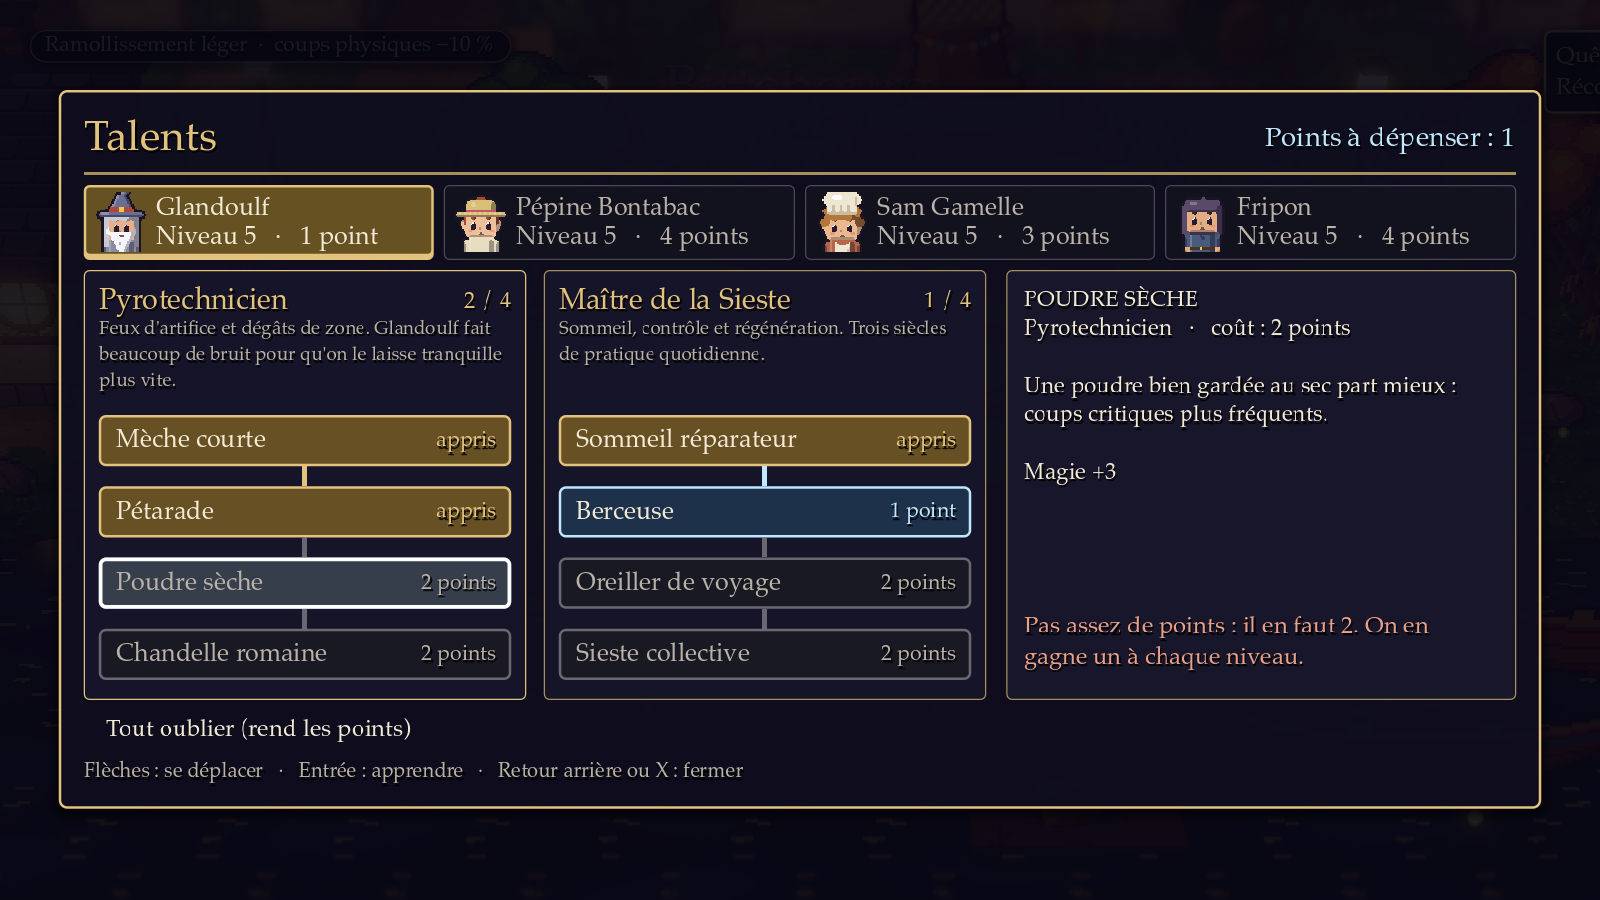 Ramollissement léger · coups physiques −10 %
Quê
Réco
Talents
Points à dépenser : 1
Glandoulf
Niveau 5 · 1 point
Pépine Bontabac
Niveau 5 · 4 points
Sam Gamelle
Niveau 5 · 3 points
Fripon
Niveau 5 · 4 points
Pyrotechnicien 2 / 4
Feux d'artifice et dégâts de zone. Glandoulf fait
beaucoup de bruit pour qu'on le laisse tranquille
plus vite.
Mèche courte appris
Pétarade appris
Poudre sèche 2 points
Chandelle romaine 2 points
Maître de la Sieste 1 / 4
Sommeil, contrôle et régénération. Trois siècles
de pratique quotidienne.
Sommeil réparateur appris
Berceuse 1 point
Oreiller de voyage 2 points
Sieste collective 2 points
POUDRE SÈCHE
Pyrotechnicien · coût : 2 points
Une poudre bien gardée au sec part mieux :
coups critiques plus fréquents.
Magie +3
Pas assez de points : il en faut 2. On en
gagne un à chaque niveau.
Tout oublier (rend les points)
Flèches : se déplacer · Entrée : apprendre · Retour arrière ou X : fermer